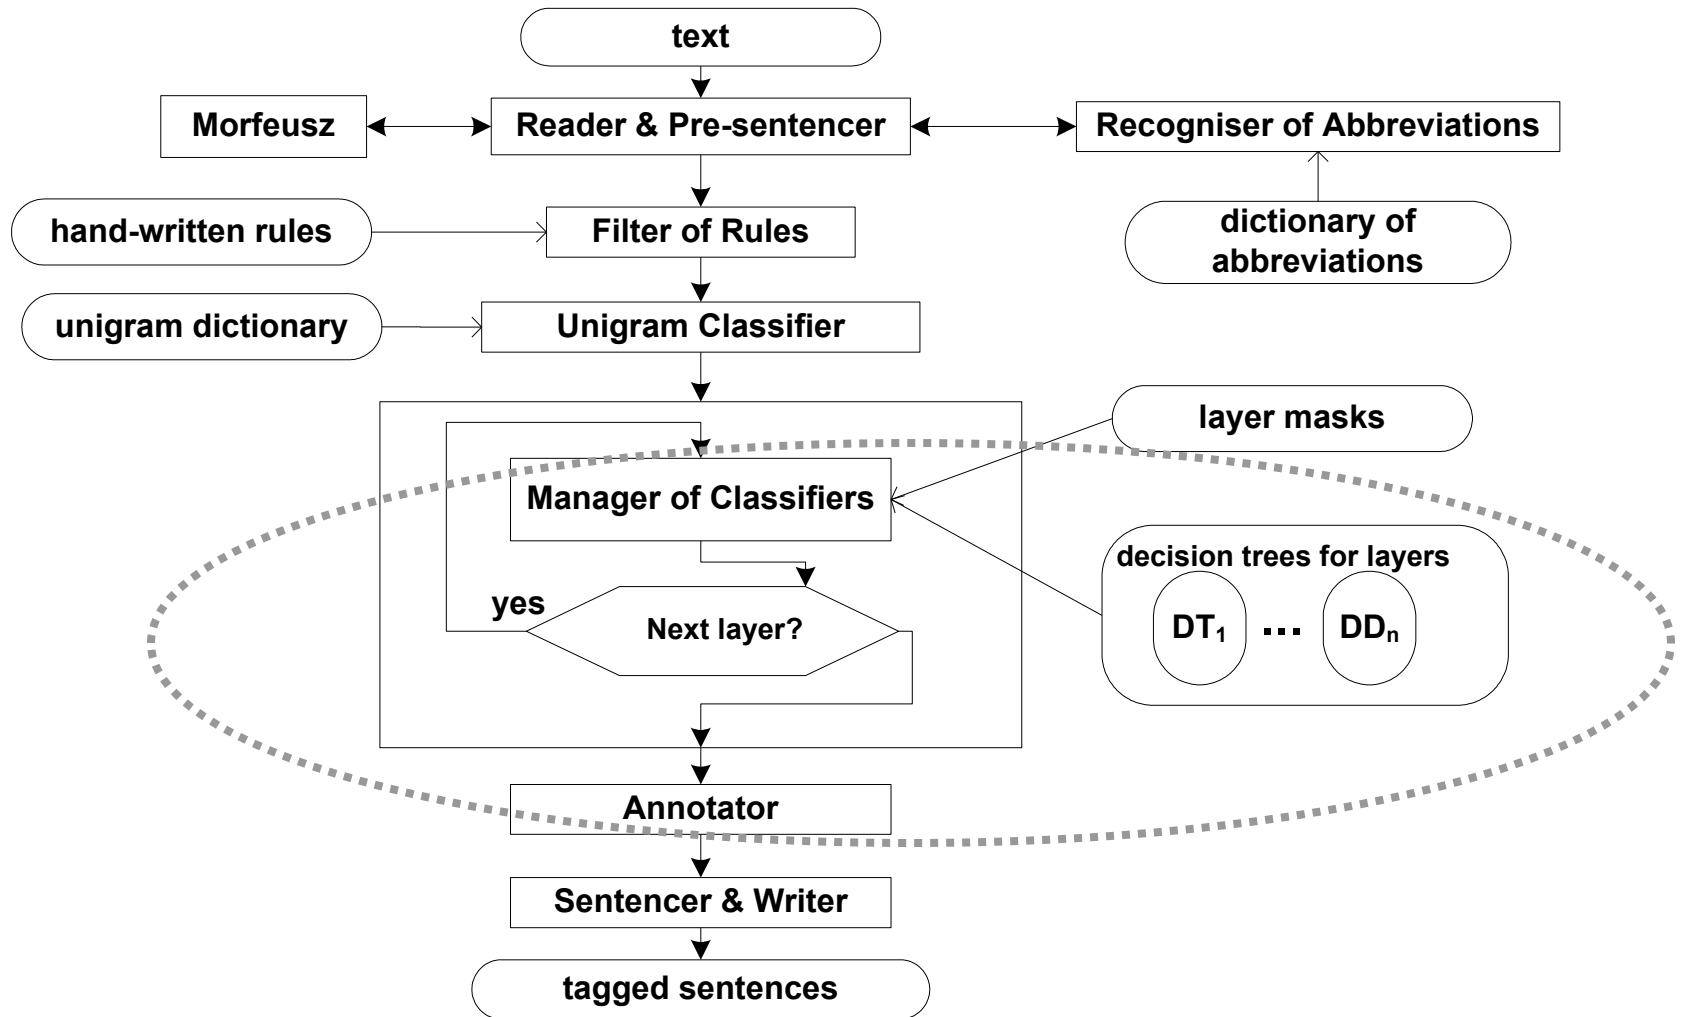 text
Morfeusz
Reader & Pre-sentencer
Recogniser of Abbreviations
hand-written rules
Filter of Rules
dictionary of
abbreviations
unigram dictionary
Unigram Classifier
layer masks
Manager of Classifiers
decision trees for layers
yes
Next layer?
DT₁ ... DDₙ
Annotator
Sentencer & Writer
tagged sentences